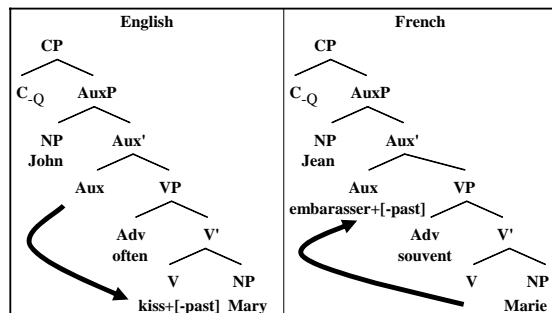 English
CP
C-Q AuxP
NP Aux'
John
Aux VP
Adv V'
often
V NP
kiss+[-past] Mary
French
CP
C-Q AuxP
NP Aux'
Jean
Aux VP
embarasser+[-past]
Adv V'
souvent
V NP
Marie